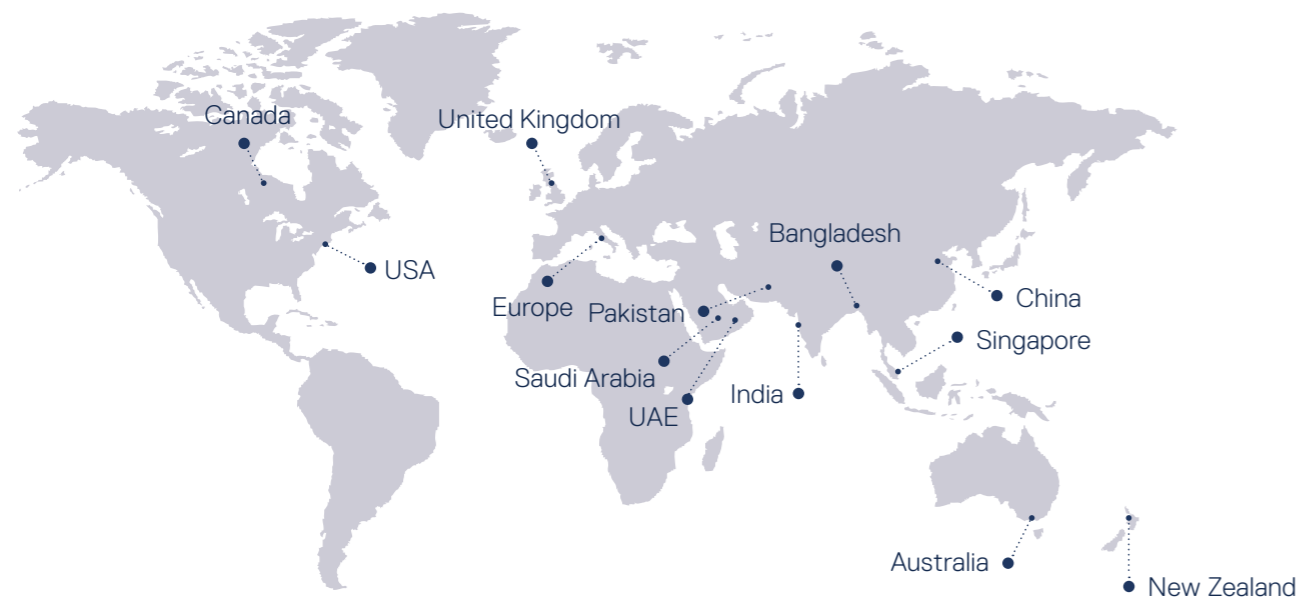 Canada
United Kingdom
Bangladesh
USA
Europe
Pakistan
China
Singapore
Saudi Arabia
India
UAE
Australia
New Zealand